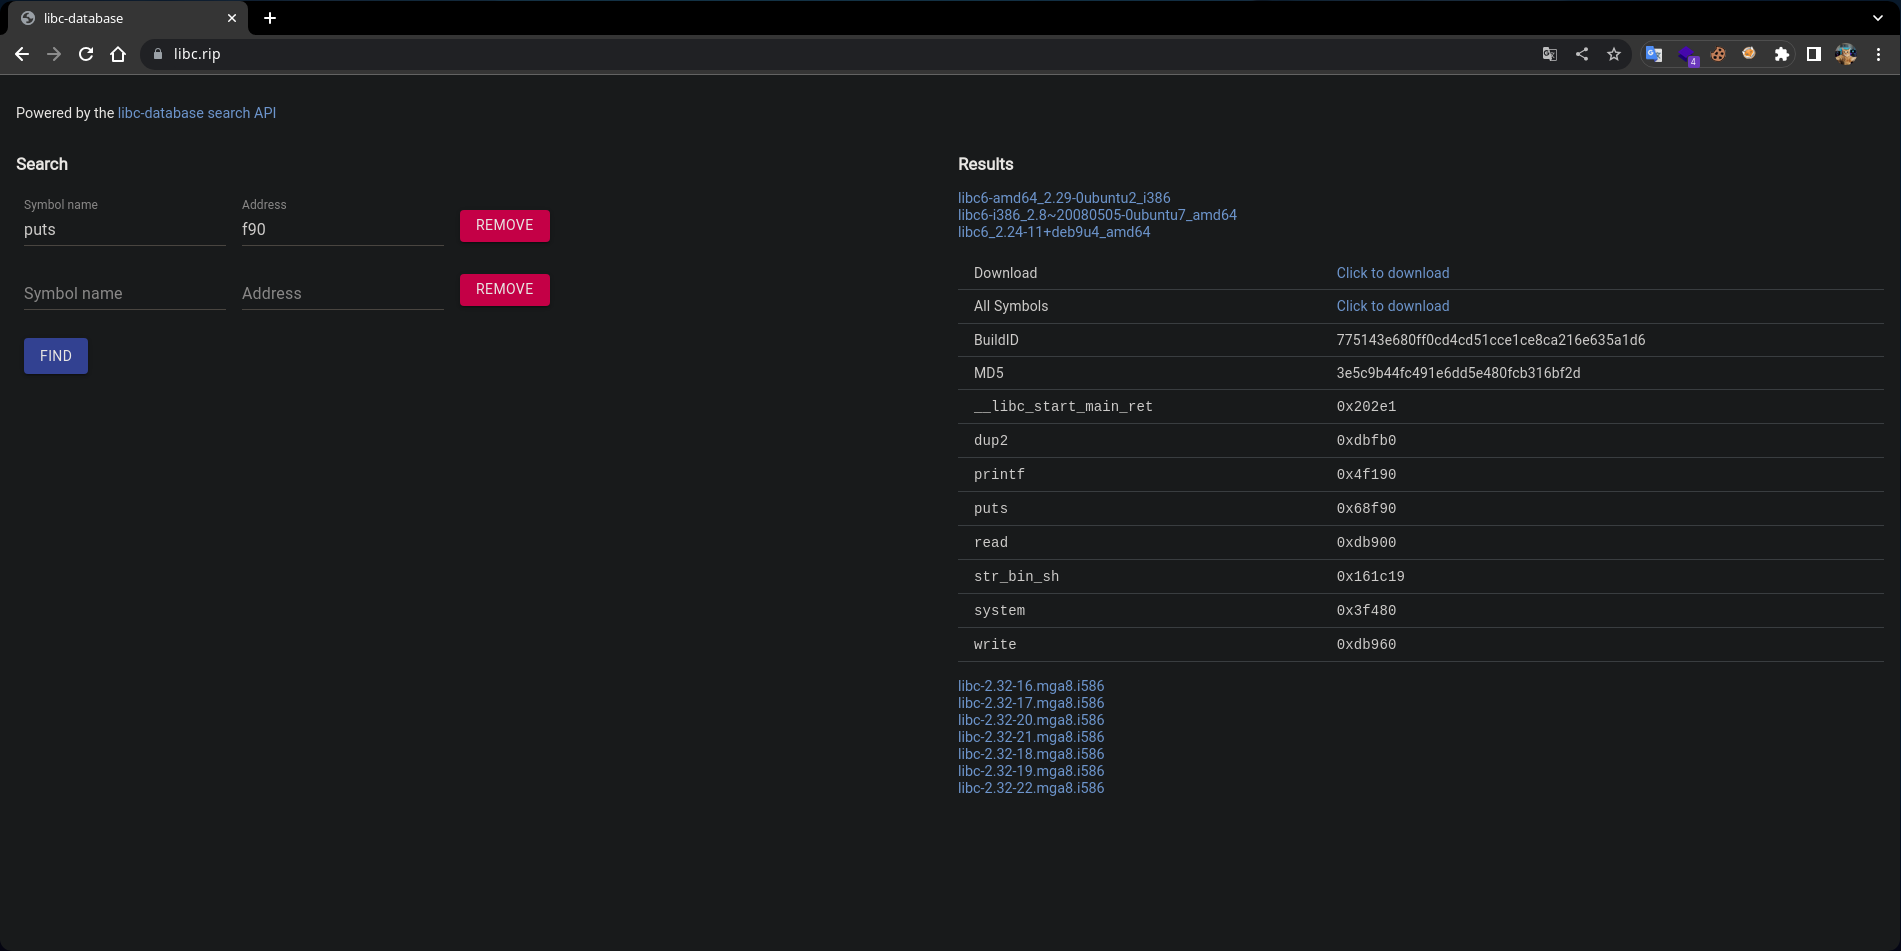 libc-database
libc.rip
4
Powered by the libc-database search API
Search
Symbol name
Address
puts
f90
REMOVE
Symbol name
Address
REMOVE
FIND
Results
libc6-amd64_2.29-0ubuntu2_i386
libc6-i386_2.8~20080505-0ubuntu7_amd64
libc6_2.24-11+deb9u4_amd64
Download Click to download
All Symbols Click to download
BuildID 775143e680ff0cd4cd51cce1ce8ca216e635a1d6
MD5 3e5c9b44fc491e6dd5e480fcb316bf2d
__libc_start_main_ret 0x202e1
dup2 0xdbfb0
printf 0x4f190
puts 0x68f90
read 0xdb900
str_bin_sh 0x161c19
system 0x3f480
write 0xdb960
libc-2.32-16.mga8.i586
libc-2.32-17.mga8.i586
libc-2.32-20.mga8.i586
libc-2.32-21.mga8.i586
libc-2.32-18.mga8.i586
libc-2.32-19.mga8.i586
libc-2.32-22.mga8.i586